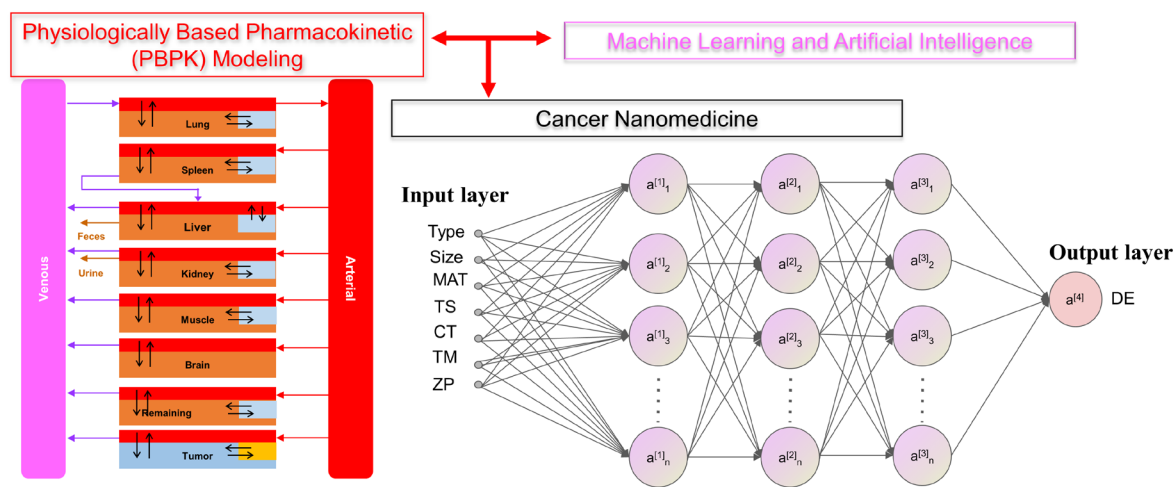 Physiologically Based Pharmacokinetic
(PBPK) Modeling
Machine Learning and Artificial Intelligence
Cancer Nanomedicine
Venous
Arterial
Lung
Spleen
Liver
Feces
Kidney
Urine
Muscle
Brain
Remaining
Tumor
Input layer
Type
Size
MAT
TS
CT
TM
ZP
a[1]1
a[2]1
a[3]1
a[1]2
a[2]2
a[3]2
a[1]3
a[2]3
a[3]3
a[1]n
a[2]n
a[3]n
Output layer
a[4]
DE